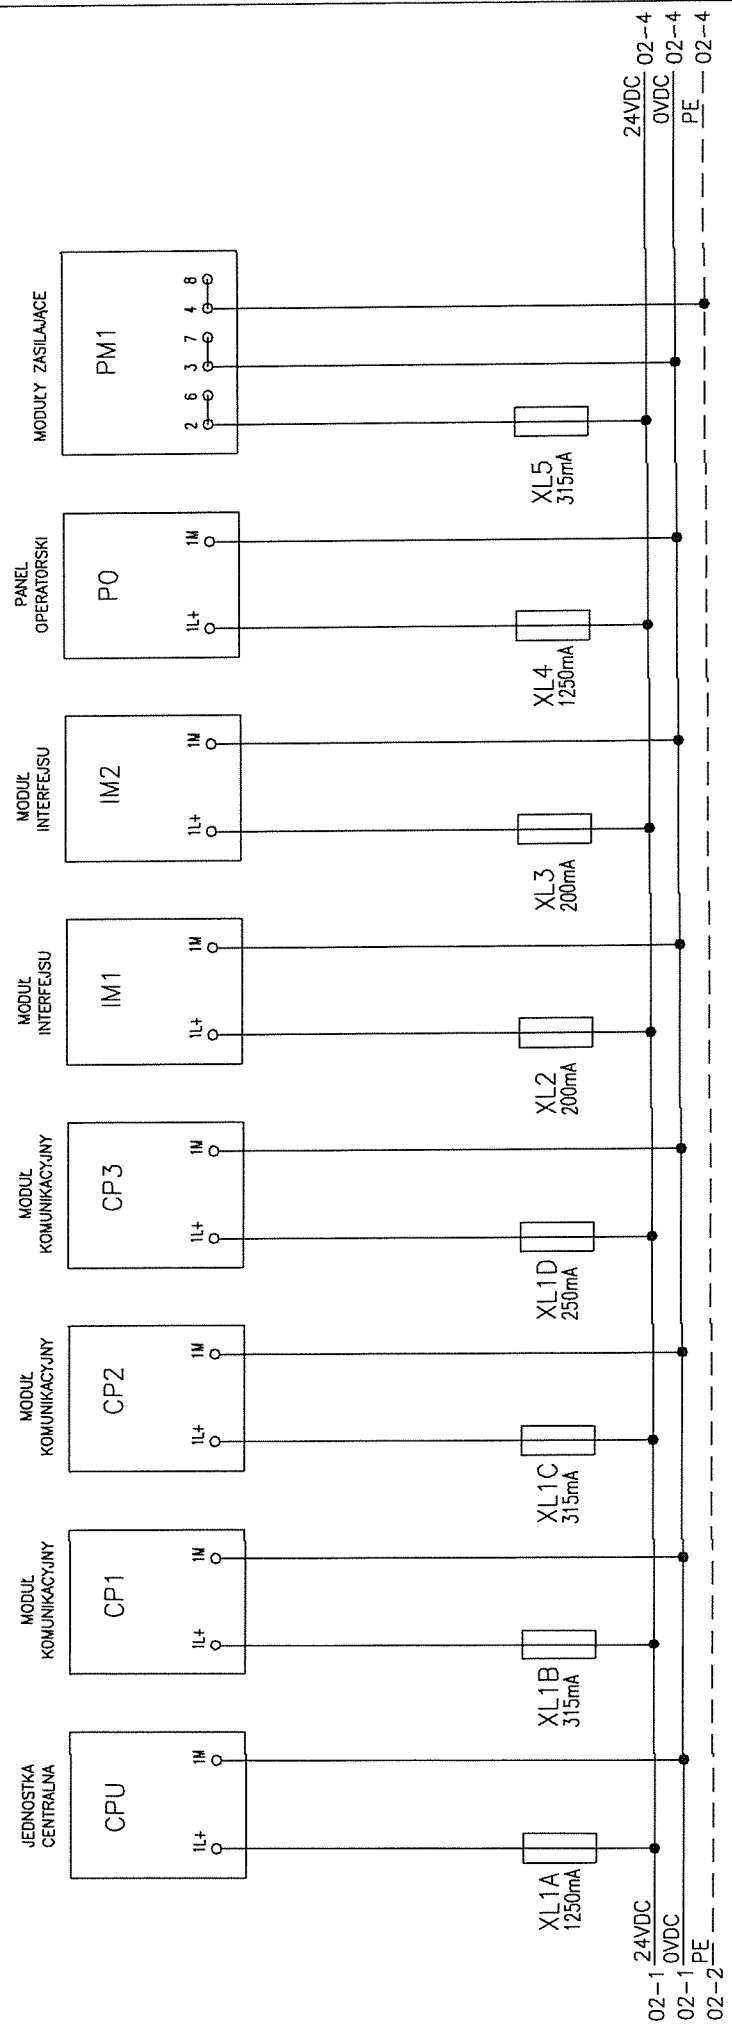 JEDNOSTKA
CENTRALNA
CPU
1L+
1M
XL1A
1250mA
MODUŁ
KOMUNIKACYJNY
CP1
1L+
1M
XL1B
315mA
MODUŁ
KOMUNIKACYJNY
CP2
1L+
1M
XL1C
315mA
MODUŁ
KOMUNIKACYJNY
CP3
1L+
1M
XL1D
250mA
MODUŁ
INTERFEJSU
IM1
1L+
1M
XL2
200mA
MODUŁ
INTERFEJSU
IM2
1L+
1M
XL3
200mA
PANEL
OPERATORSKI
PO
1L+
1M
XL4
1250mA
MODUŁY ZASILAJĄCE
PM1
2 6 3 7 4 8
XL5
315mA
02-1 24VDC
02-1 0VDC
02-2 PE
24VDC 02-4
0VDC 02-4
PE 02-4